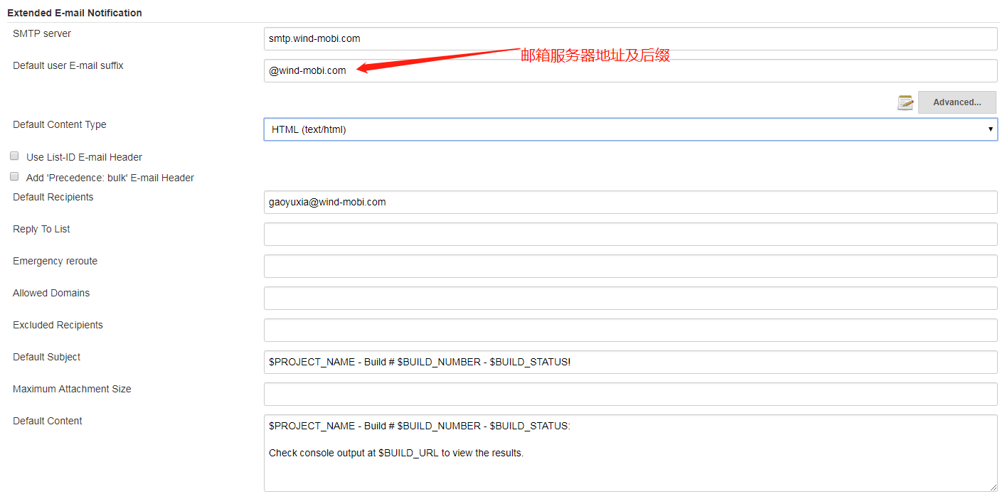 Extended E-mail Notification
SMTP server
smtp.wind-mobi.com
邮箱服务器地址及后缀
Default user E-mail suffix
@wind-mobi.com
Advanced...
Default Content Type
HTML (text/html)
Use List-ID E-mail Header
Add 'Precedence: bulk' E-mail Header
Default Recipients
gaoyuxia@wind-mobi.com
Reply To List
Emergency reroute
Allowed Domains
Excluded Recipients
Default Subject
$PROJECT_NAME - Build # $BUILD_NUMBER - $BUILD_STATUS!
Maximum Attachment Size
Default Content
$PROJECT_NAME - Build # $BUILD_NUMBER - $BUILD_STATUS:
Check console output at $BUILD_URL to view the results.